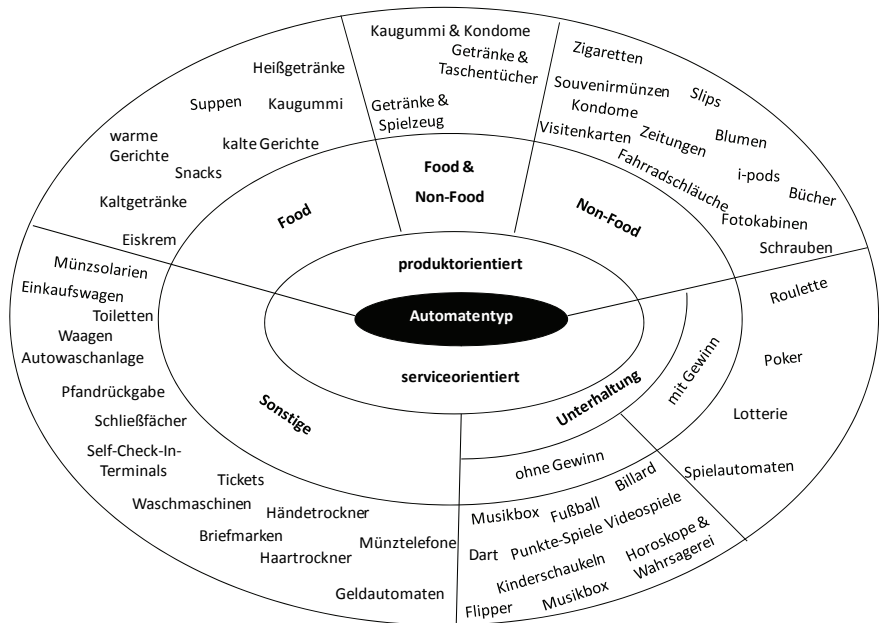 Kaugummi & Kondome
Getränke &
Taschentücher
Getränke &
Spielzeug
Zigaretten
Souvenirmünzen
Slips
Kondome
Visitenkarten
Zeitungen
Blumen
Fahrradschläuche
i-pods
Bücher
Fotokabinen
Schrauben
Heißgetränke
Suppen
Kaugummi
warme
Gerichte
kalte Gerichte
Snacks
Kaltgetränke
Eiskrem
Food
Food &
Non-Food
Non-Food
produktorientiert
Automatentyp
serviceorientiert
Sonstige
Unterhaltung
mit Gewinn
ohne Gewinn
Münzsolarien
Einkaufswagen
Toiletten
Waagen
Autowaschanlage
Pfandrückgabe
Schließfächer
Self-Check-In-
Terminals
Tickets
Waschmaschinen
Händetrockner
Briefmarken
Haartrockner
Münztelefone
Geldautomaten
Roulette
Poker
Lotterie
Spielautomaten
Musikbox
Fußball
Billard
Dart
Punkte-Spiele
Videospiele
Kinderschaukeln
Horoskope &
Wahrsagerei
Flipper
Musikbox